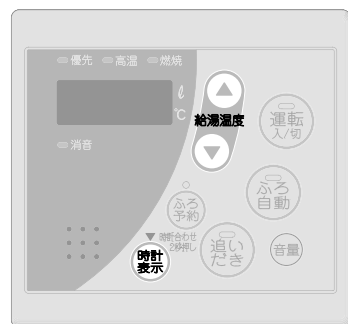 優先 高温 燃焼
ℓ
℃
給湯温度
運転
入/切
消音
ふろ
自動
ふろ
予約
▼時計合わせ
2秒押し
時計
表示
追い
だき
音量